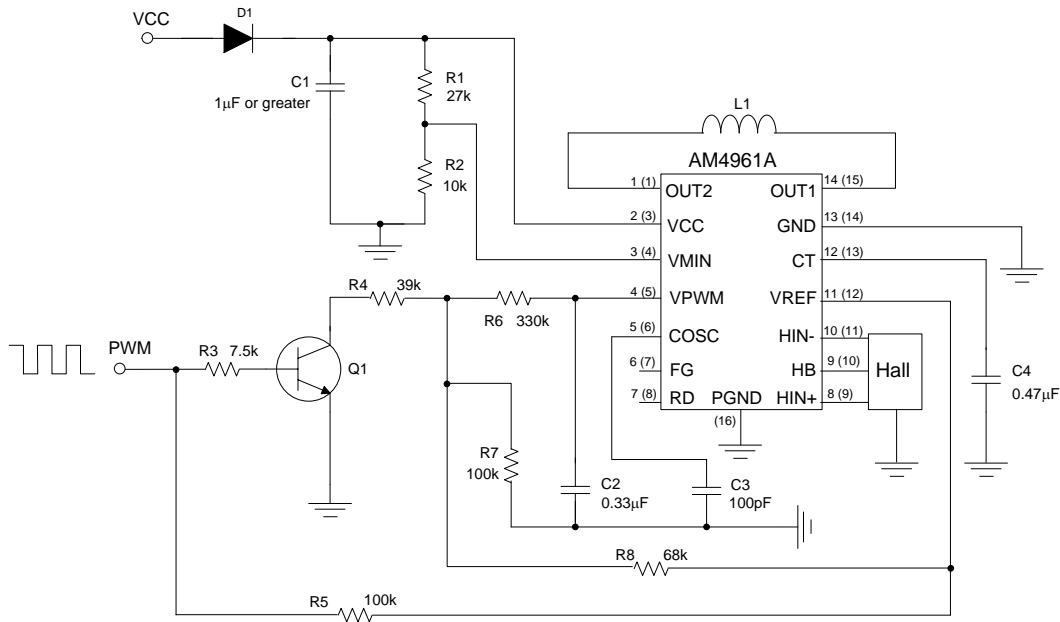 VCC
D1
C1
1μF or greater
R1
27k
R2
10k
L1
AM4961A
1 (1) OUT2
OUT1 14 (15)
2 (3) VCC
GND 13 (14)
3 (4) VMIN
CT 12 (13)
4 (5) VPWM
VREF 11 (12)
5 (6) COSC
HIN- 10 (11)
6 (7) FG
HB 9 (10)
7 (8) RD
PGND
HIN+ 8 (9)
(16)
Hall
C4
0.47μF
R4 39k
R6 330k
PWM
R3 7.5k
Q1
R7
100k
C2
0.33μF
C3
100pF
R8 68k
R5 100k